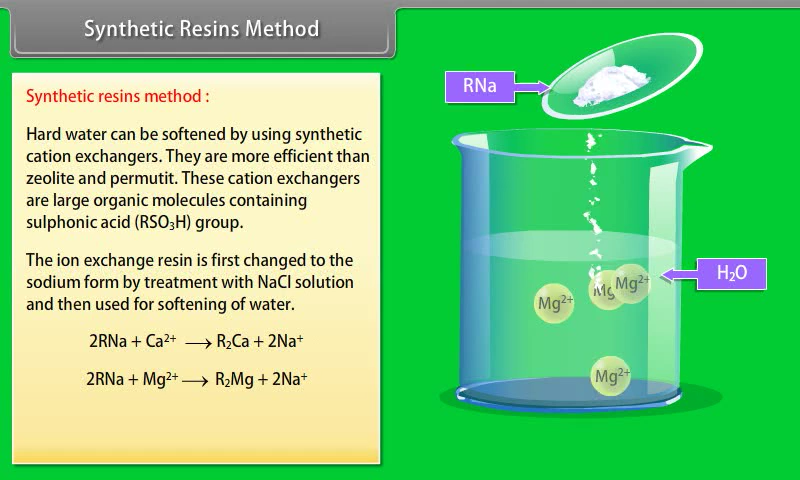 Synthetic Resins Method
Synthetic resins method :
Hard water can be softened by using synthetic
cation exchangers. They are more efficient than
zeolite and permutit. These cation exchangers
are large organic molecules containing
sulphonic acid (RSO₃H) group.
The ion exchange resin is first changed to the
sodium form by treatment with NaCl solution
and then used for softening of water.
2RNa + Ca²⁺ ⟶ R₂Ca + 2Na⁺
2RNa + Mg²⁺ ⟶ R₂Mg + 2Na⁺
RNa
H₂O
Mg²⁺
Mg
Mg²⁺
Mg²⁺